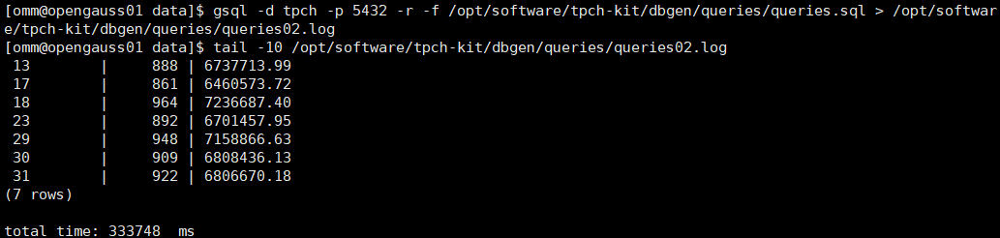 [omm@opengauss01 data]$ gsql -d tpch -p 5432 -r -f /opt/software/tpch-kit/dbgen/queries/queries.sql > /opt/softwar
e/tpch-kit/dbgen/queries/queries02.log
[omm@opengauss01 data]$ tail -10 /opt/software/tpch-kit/dbgen/queries/queries02.log
 13         |     888 | 6737713.99
 17         |     861 | 6460573.72
 18         |     964 | 7236687.40
 23         |     892 | 6701457.95
 29         |     948 | 7158866.63
 30         |     909 | 6808436.13
 31         |     922 | 6806670.18
(7 rows)

total time: 333748  ms